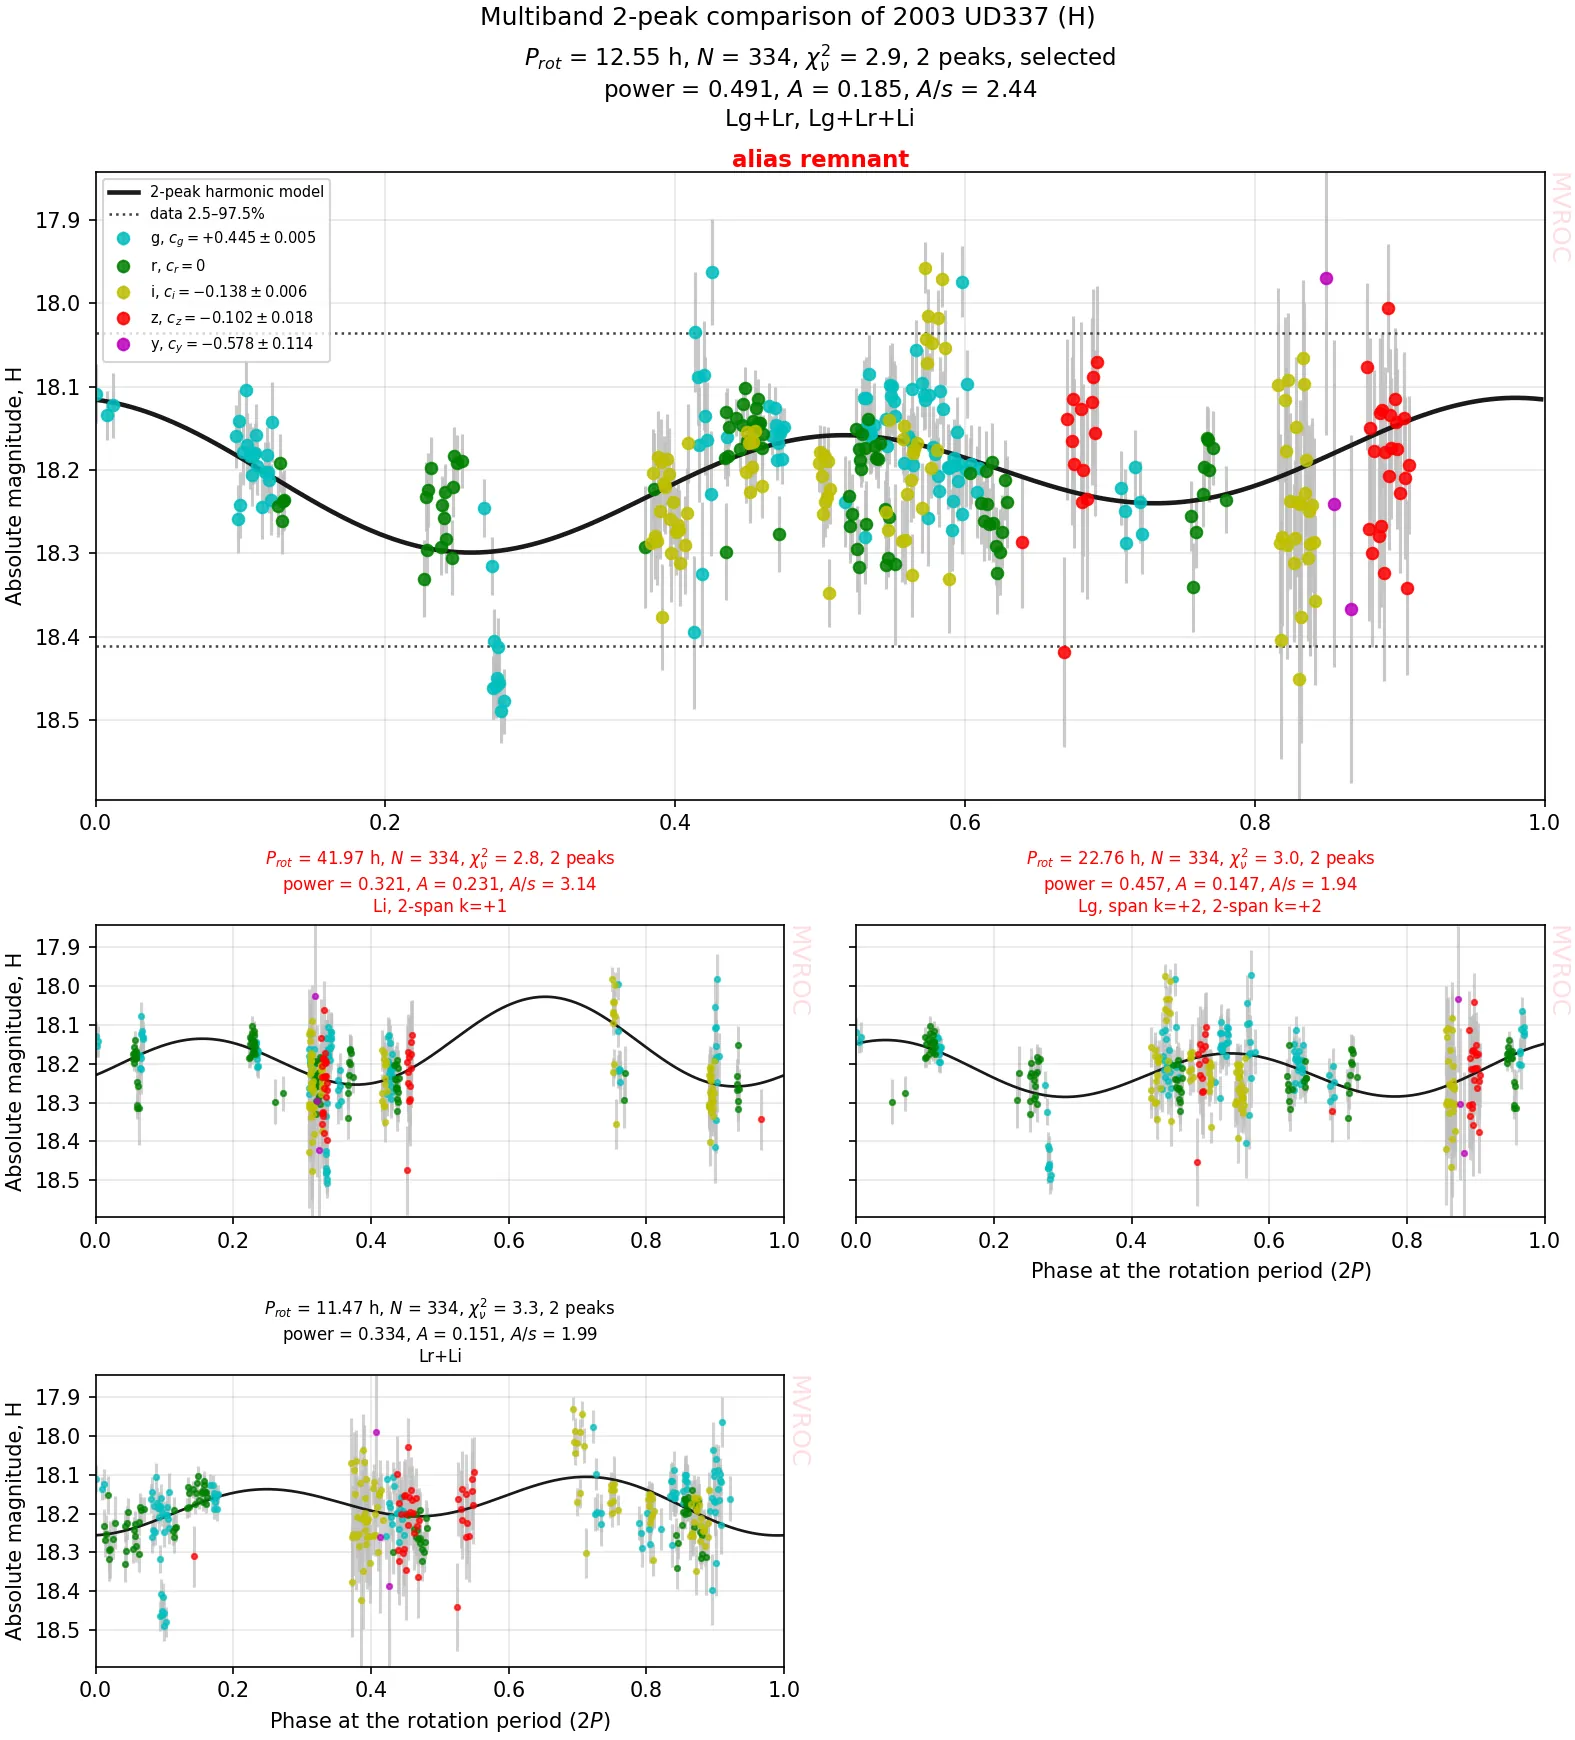 Multiband 2-peak comparison of 2003 UD337 (H)
P_rot = 12.55 h, N = 334, χ²_ν = 2.9, 2 peaks, selected
power = 0.491, A = 0.185, A/s = 2.44
Lg+Lr, Lg+Lr+Li
alias remnant
2-peak harmonic model
data 2.5–97.5%
g, c_g = +0.445 ± 0.005
r, c_r = 0
i, c_i = −0.138 ± 0.006
z, c_z = −0.102 ± 0.018
y, c_y = −0.578 ± 0.114
MVROC
Absolute magnitude, H
17.9
18.0
18.1
18.2
18.3
18.4
18.5
0.0 0.2 0.4 0.6 0.8 1.0
P_rot = 41.97 h, N = 334, χ²_ν = 2.8, 2 peaks
power = 0.321, A = 0.231, A/s = 3.14
Li, 2-span k=+1
MVROC
Absolute magnitude, H
17.9
18.0
18.1
18.2
18.3
18.4
18.5
0.0 0.2 0.4 0.6 0.8 1.0
P_rot = 22.76 h, N = 334, χ²_ν = 3.0, 2 peaks
power = 0.457, A = 0.147, A/s = 1.94
Lg, span k=+2, 2-span k=+2
MVROC
0.0 0.2 0.4 0.6 0.8 1.0
Phase at the rotation period (2P)
P_rot = 11.47 h, N = 334, χ²_ν = 3.3, 2 peaks
power = 0.334, A = 0.151, A/s = 1.99
Lr+Li
MVROC
Absolute magnitude, H
17.9
18.0
18.1
18.2
18.3
18.4
18.5
0.0 0.2 0.4 0.6 0.8 1.0
Phase at the rotation period (2P)